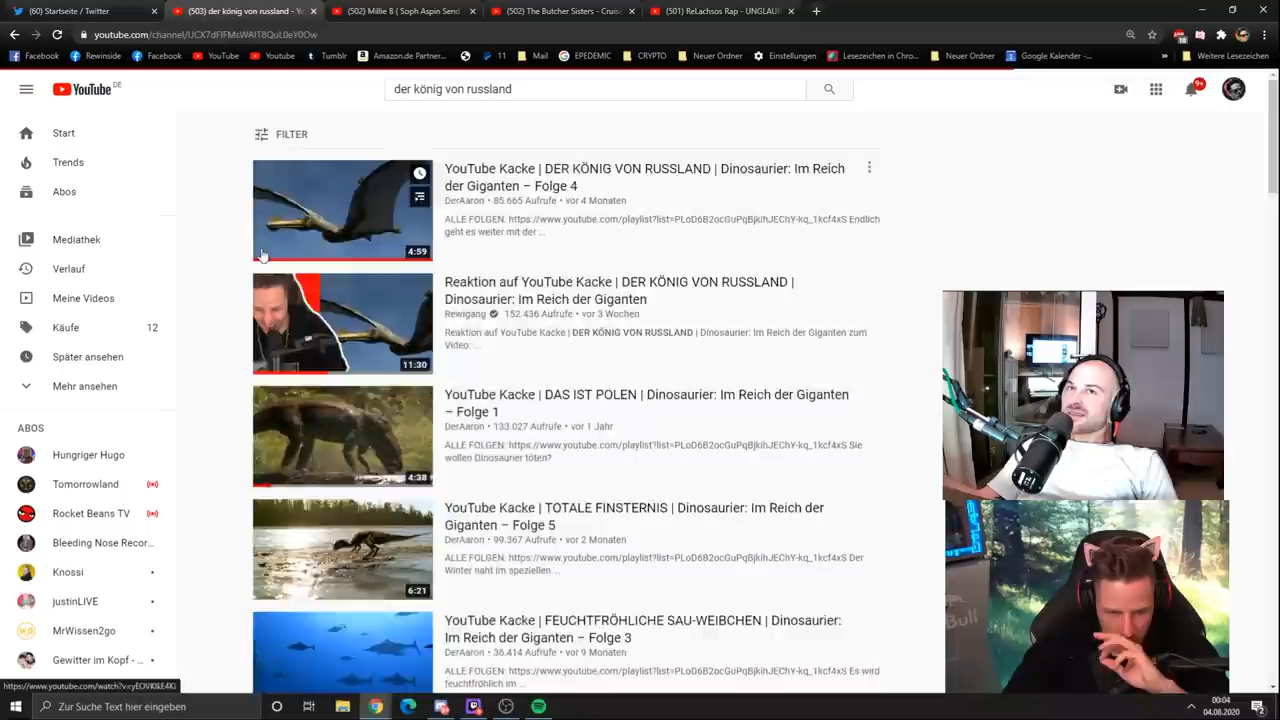 (503) Startseite / Twitter
(503) der könig von russland - Yo
(502) Millie B ( Soph Aspin Send
(502) The Butcher Sisters - Cruise
(501) ReLachsos Rap - UNGLAUB
Facebook
Rewinside
Facebook
YouTube
Youtube
Tumblr
Amazon.de Partner...
11
Mail
EPEDEMIC
CRYPTO
Neuer Ordner
Einstellungen
Lesezeichen in Chro...
Neuer Ordner
Google Kalender -...
»
Weitere Lesezeichen
YouTube DE
der könig von russland
9+
Start
Trends
Abos
Mediathek
Verlauf
Meine Videos
Käufe 12
Später ansehen
Mehr ansehen
ABOS
Hungriger Hugo
Tomorrowland
Rocket Beans TV
Bleeding Nose Recor...
Knossi
justinLIVE
MrWissen2go
Gewitter im Kopf - ...
FILTER
4:59
YouTube Kacke | DER KÖNIG VON RUSSLAND | Dinosaurier: Im Reich
der Giganten – Folge 4
DerAaron • 85.665 Aufrufe • vor 4 Monaten
ALLE FOLGEN: https://www.youtube.com/playlist?list=PLoD6B2ocGuPqBjkihJEChY-kq_1kcf4xS Endlich
geht es weiter mit der ...
11:30
Reaktion auf YouTube Kacke | DER KÖNIG VON RUSSLAND |
Dinosaurier: Im Reich der Giganten
Rewigang 152.436 Aufrufe • vor 3 Wochen
Reaktion auf YouTube Kacke | DER KÖNIG VON RUSSLAND | Dinosaurier: Im Reich der Giganten zum
Video: ...
4:38
YouTube Kacke | DAS IST POLEN | Dinosaurier: Im Reich der Giganten
– Folge 1
DerAaron • 133.027 Aufrufe • vor 1 Jahr
ALLE FOLGEN: https://www.youtube.com/playlist?list=PLoD6B2ocGuPqBjkihJEChY-kq_1kcf4xS Sie
wollen Dinosaurier töten?
6:21
YouTube Kacke | TOTALE FINSTERNIS | Dinosaurier: Im Reich der
Giganten – Folge 5
DerAaron • 99.367 Aufrufe • vor 2 Monaten
ALLE FOLGEN: https://www.youtube.com/playlist?list=PLoD6B2ocGuPqBjkihJEChY-kq_1kcf4xS Der
Winter naht im speziellen ...
YouTube Kacke | FEUCHTFRÖHLICHE SAU-WEIBCHEN | Dinosaurier:
Im Reich der Giganten – Folge 3
DerAaron • 36.414 Aufrufe • vor 9 Monaten
ALLE FOLGEN: https://www.youtube.com/playlist?list=PLoD6B2ocGuPqBjkihJEChY-kq_1kcf4xS Es wird
feuchtfröhlich im ...
Bull
Zur Suche Text hier eingeben
00:04
04.08.2020
2